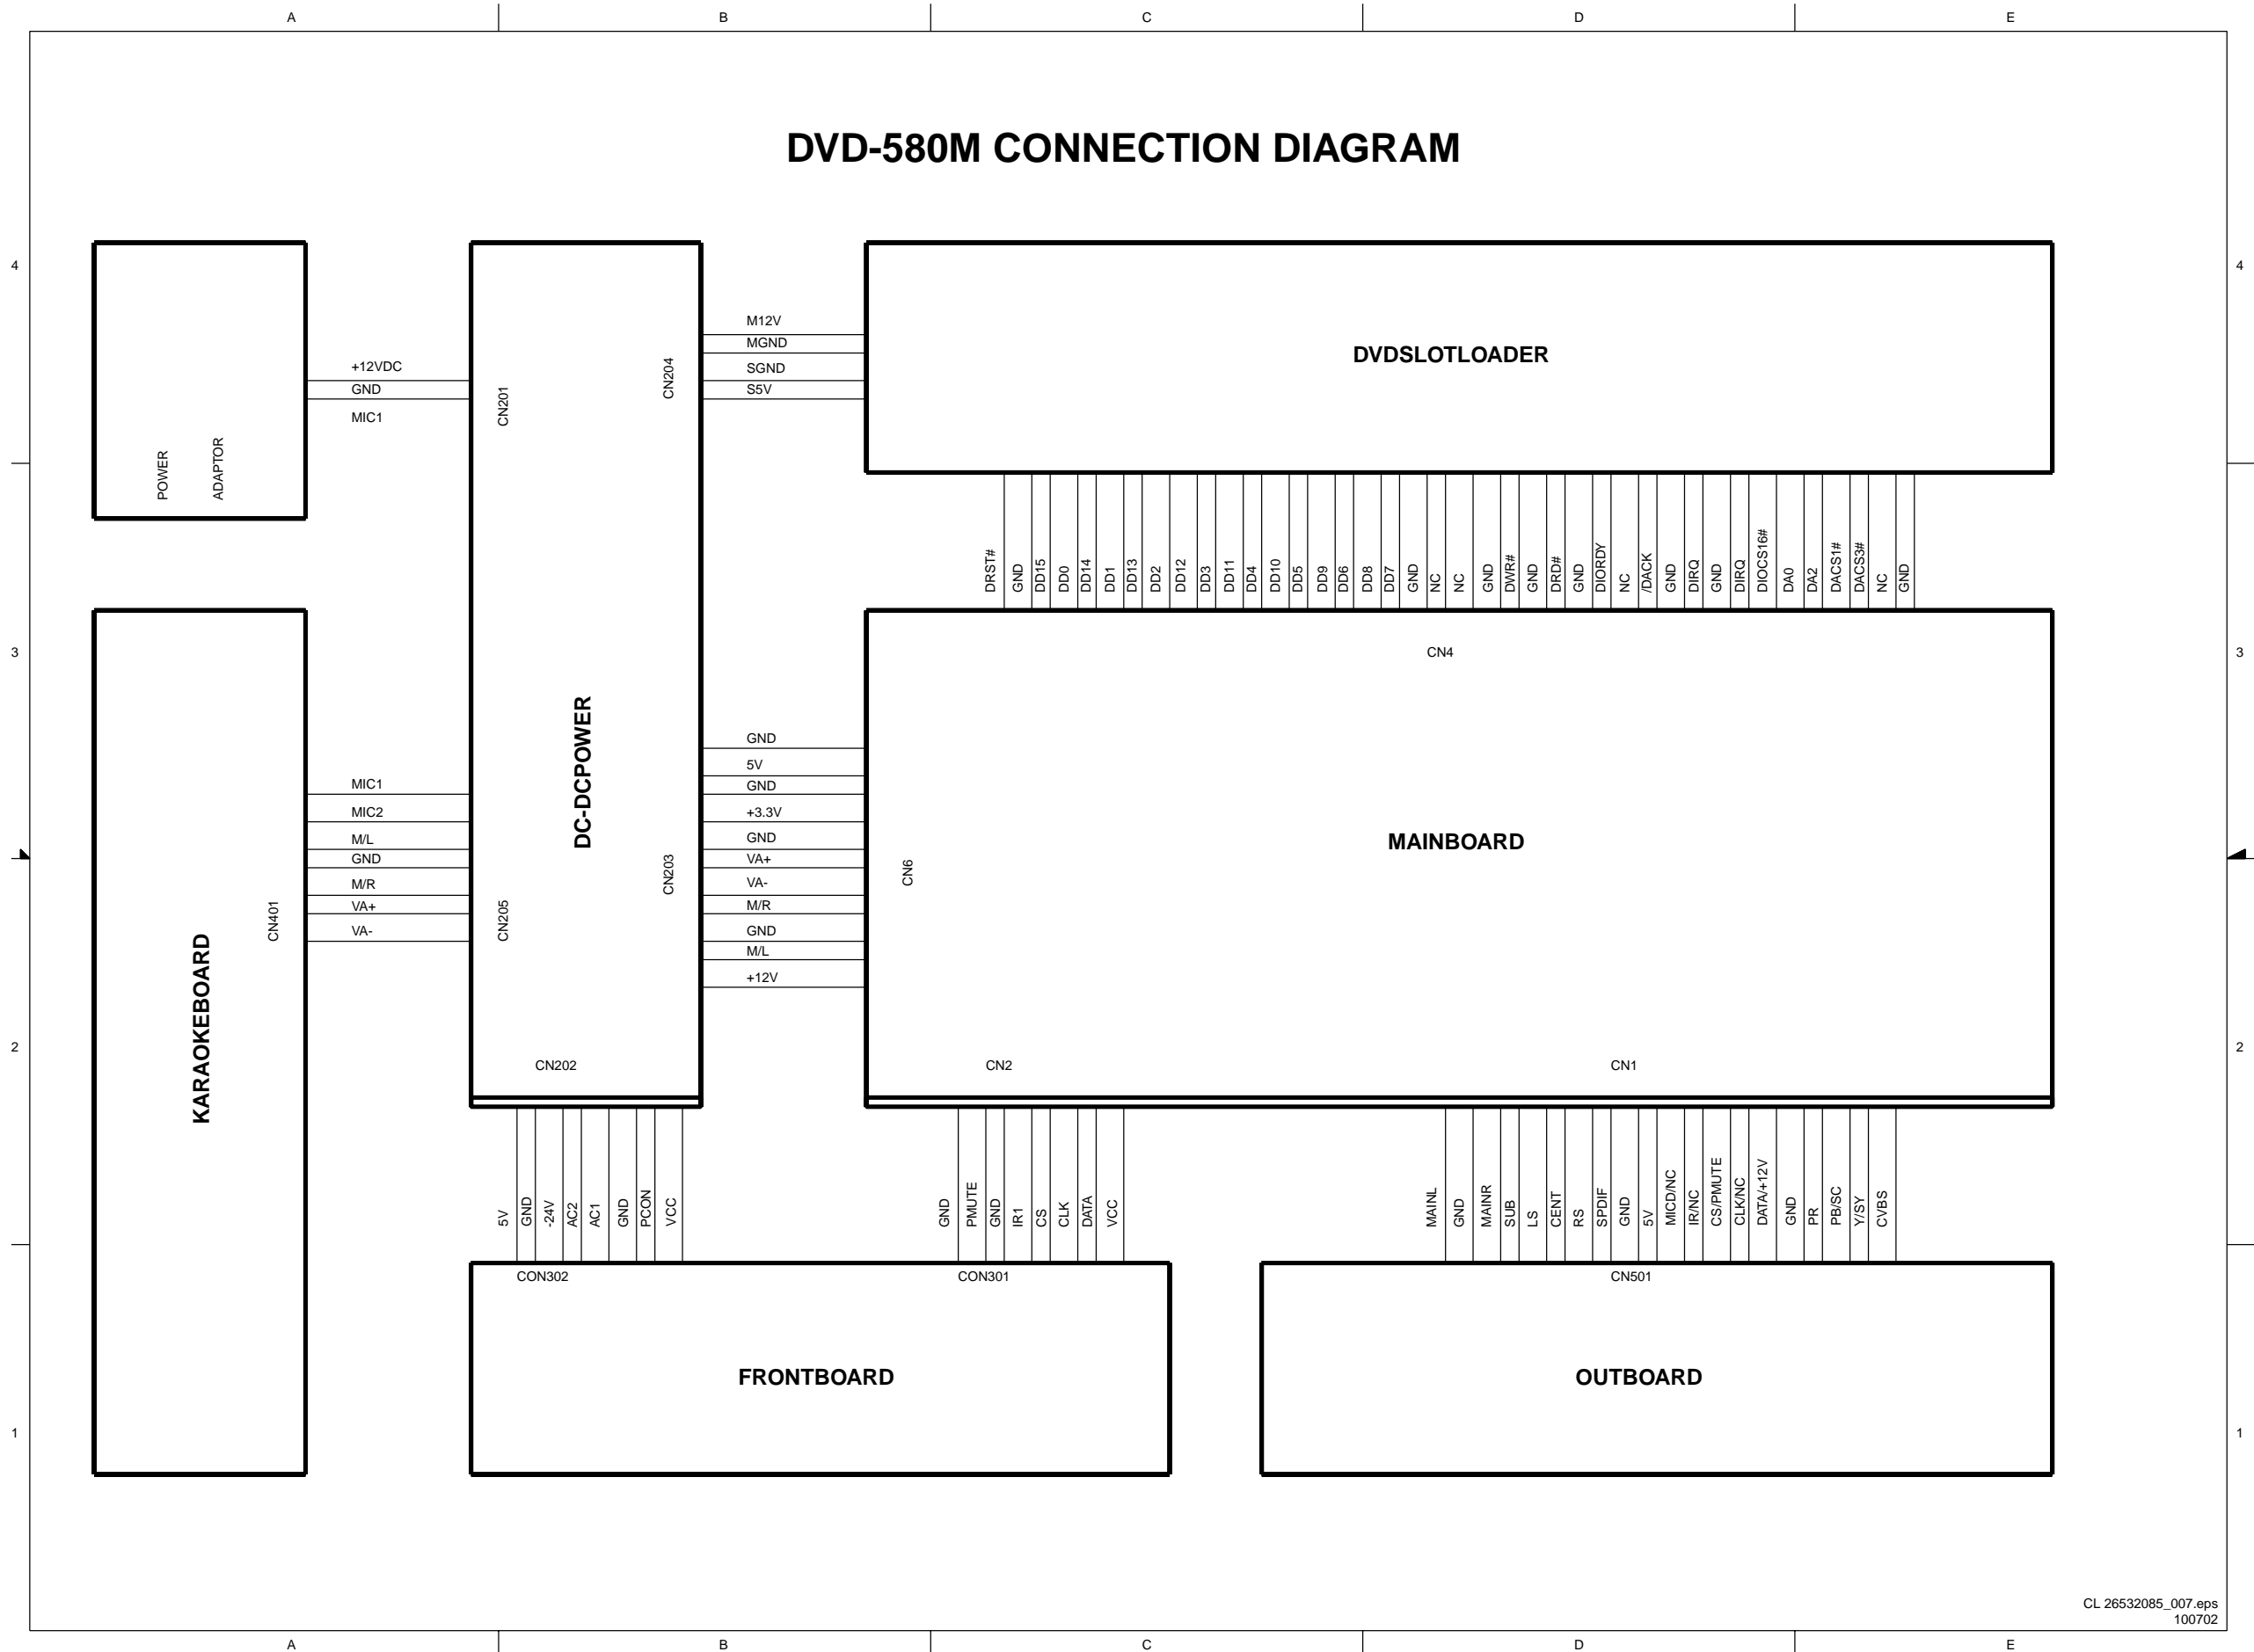 A B C D E
DVD-580M CONNECTION DIAGRAM
4 4
M12V
MGND
SGND
S5V
CN204
DVDSLOTLOADER
+12VDC
GND
MIC1
CN201
POWER
ADAPTOR
DRST#
GND
DD15
DD0
DD14
DD1
DD13
DD2
DD12
DD3
DD11
DD4
DD10
DD5
DD9
DD6
DD8
DD7
GND
NC
NC
GND
DWR#
GND
DRD#
GND
DIORDY
NC
/DACK
GND
DIRQ
GND
DIRQ
DIOCS16#
DA0
DA2
DACS1#
DACS3#
NC
GND
3 3
CN4
DC-DCPOWER
GND
5V
GND
+3.3V
GND
VA+
VA-
M/R
GND
M/L
+12V
CN203
CN6
MAINBOARD
MIC1
MIC2
M/L
GND
M/R
VA+
VA-
CN401
CN205
KARAOKEBOARD
2 2
CN202
CN2
CN1
5V
GND
-24V
AC2
AC1
GND
PCON
VCC
GND
PMUTE
GND
IR1
CS
CLK
DATA
VCC
MAINL
GND
MAINR
SUB
LS
CENT
RS
SPDIF
GND
5V
MICD/NC
IR/NC
CS/PMUTE
CLK/NC
DATA/+12V
GND
PR
PB/SC
Y/SY
CVBS
CON302
CON301
CN501
FRONTBOARD
OUTBOARD
1 1
CL 26532085_007.eps
100702
A B C D E